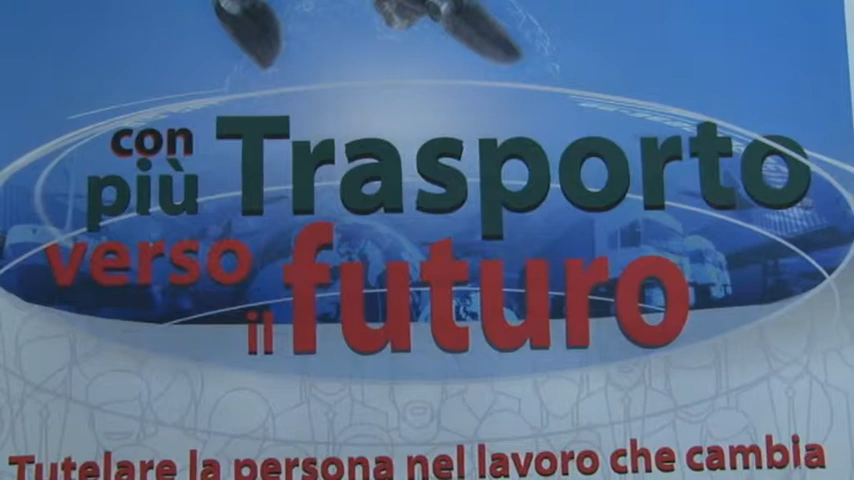 con
più Trasporto
verso
il futuro
Tutelare la persona nel lavoro che cambia